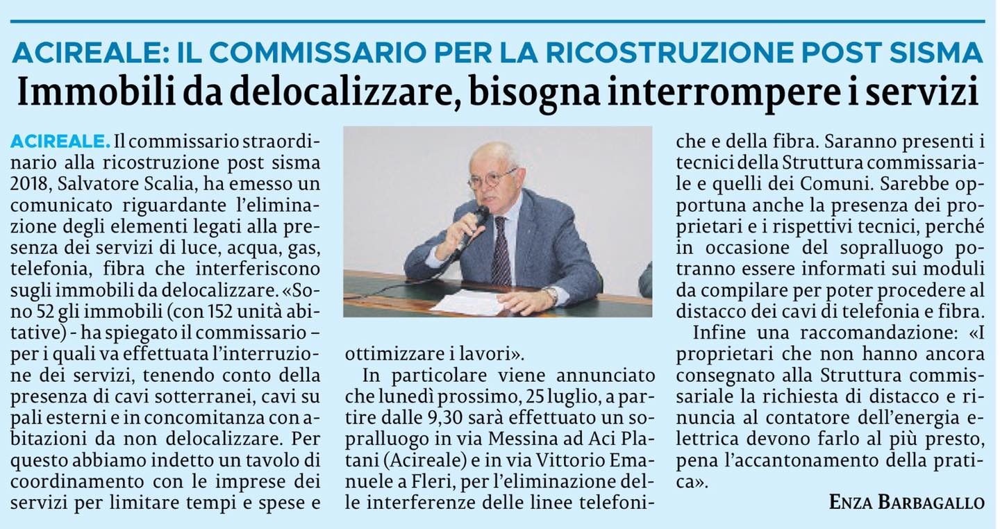 ACIREALE: IL COMMISSARIO PER LA RICOSTRUZIONE POST SISMA
Immobili da delocalizzare, bisogna interrompere i servizi
ACIREALE. Il commissario straordi-
nario alla ricostruzione post sisma
2018, Salvatore Scalia, ha emesso un
comunicato riguardante l'elimina-
zione degli elementi legati alla pre-
senza dei servizi di luce, acqua, gas,
telefonia, fibra che interferiscono
sugli immobili da delocalizzare. «So-
no 52 gli immobili (con 152 unità abi-
tative) - ha spiegato il commissario –
per i quali va effettuata l'interruzio-
ne dei servizi, tenendo conto della
presenza di cavi sotterranei, cavi su
pali esterni e in concomitanza con a-
bitazioni da non delocalizzare. Per
questo abbiamo indetto un tavolo di
coordinamento con le imprese dei
servizi per limitare tempi e spese e
ottimizzare i lavori».
In particolare viene annunciato
che lunedì prossimo, 25 luglio, a par-
tire dalle 9,30 sarà effettuato un so-
pralluogo in via Messina ad Aci Pla-
tani (Acireale) e in via Vittorio Ema-
nuele a Fleri, per l'eliminazione del-
le interferenze delle linee telefoni-
che e della fibra. Saranno presenti i
tecnici della Struttura commissaria-
le e quelli dei Comuni. Sarebbe op-
portuna anche la presenza dei pro-
prietari e i rispettivi tecnici, perché
in occasione del sopralluogo po-
tranno essere informati sui moduli
da compilare per poter procedere al
distacco dei cavi di telefonia e fibra.
Infine una raccomandazione: «I
proprietari che non hanno ancora
consegnato alla Struttura commis-
sariale la richiesta di distacco e ri-
nuncia al contatore dell'energia e-
lettrica devono farlo al più presto,
pena l'accantonamento della prati-
ca».
ENZA BARBAGALLO